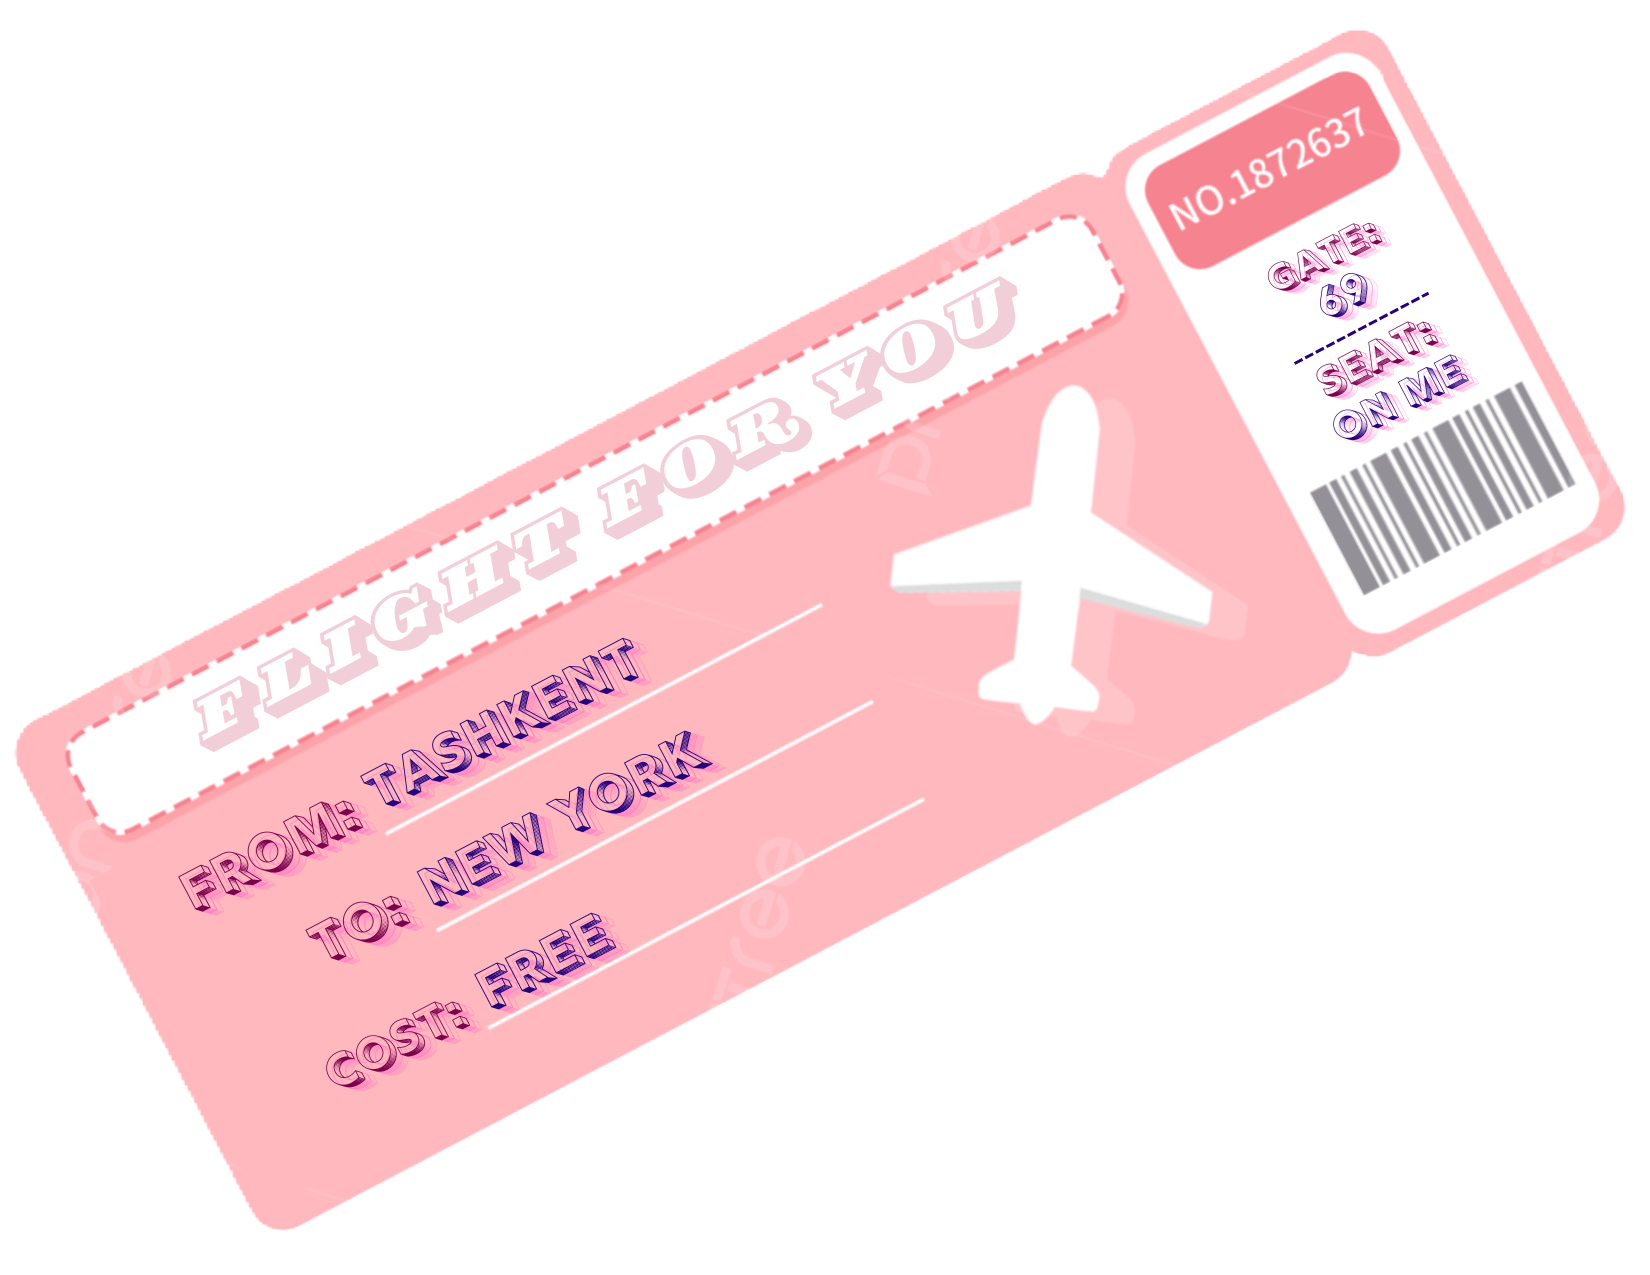 FLIGHT FOR YOU
FROM: TASHKENT
TO: NEW YORK
COST: FREE
NO.1872637
GATE:
69
SEAT:
ON ME